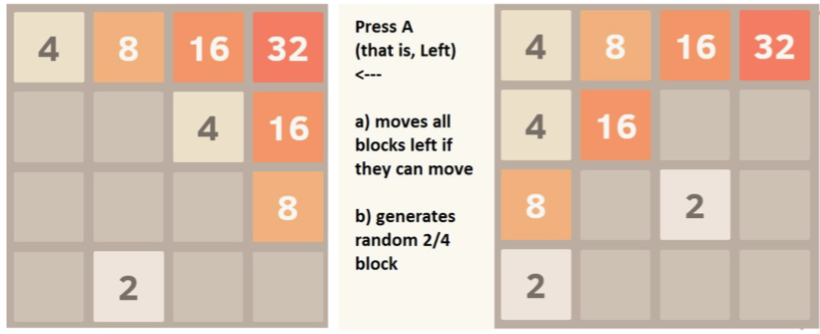 4 8 16 32
4 16
8
2
Press A
(that is, Left)
<---
a) moves all
blocks left if
they can move
b) generates
random 2/4
block
4 8 16 32
4 16
8 2
2